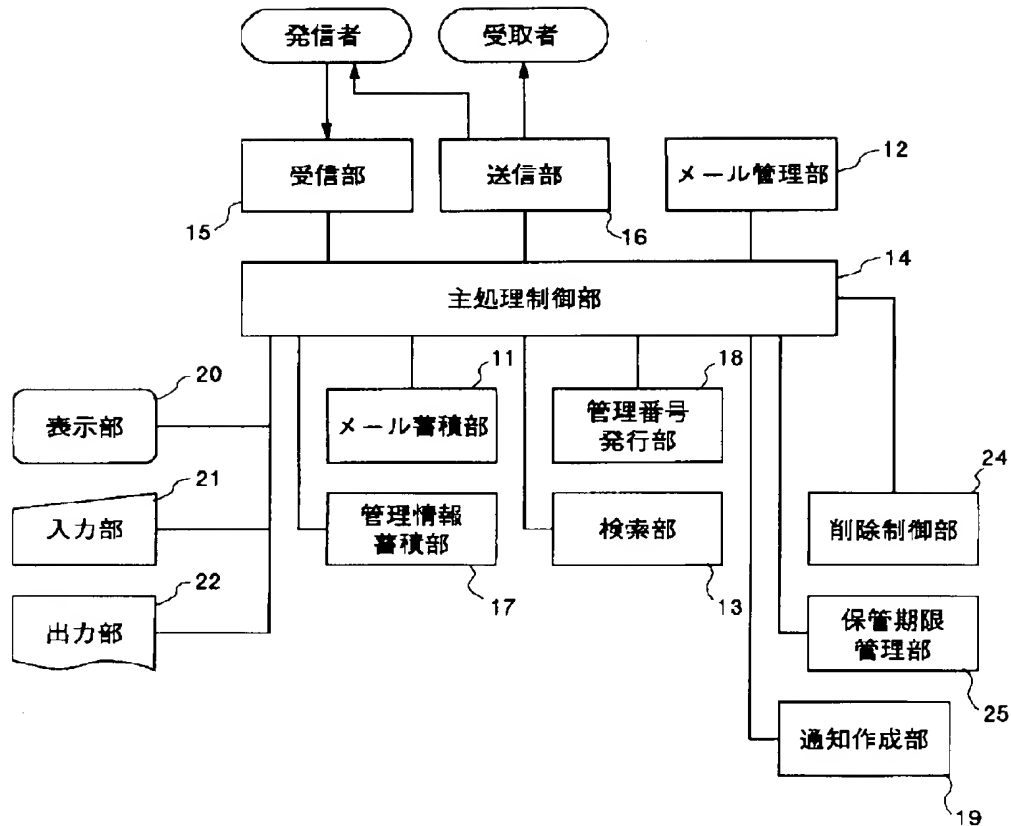 発信者
受取者
受信部
送信部
メール管理部
12
15
16
14
主処理制御部
20
11
18
表示部
メール蓄積部
管理番号
発行部
21
24
入力部
管理情報
蓄積部
検索部
削除制御部
22
17
13
出力部
保管期限
管理部
25
通知作成部
19